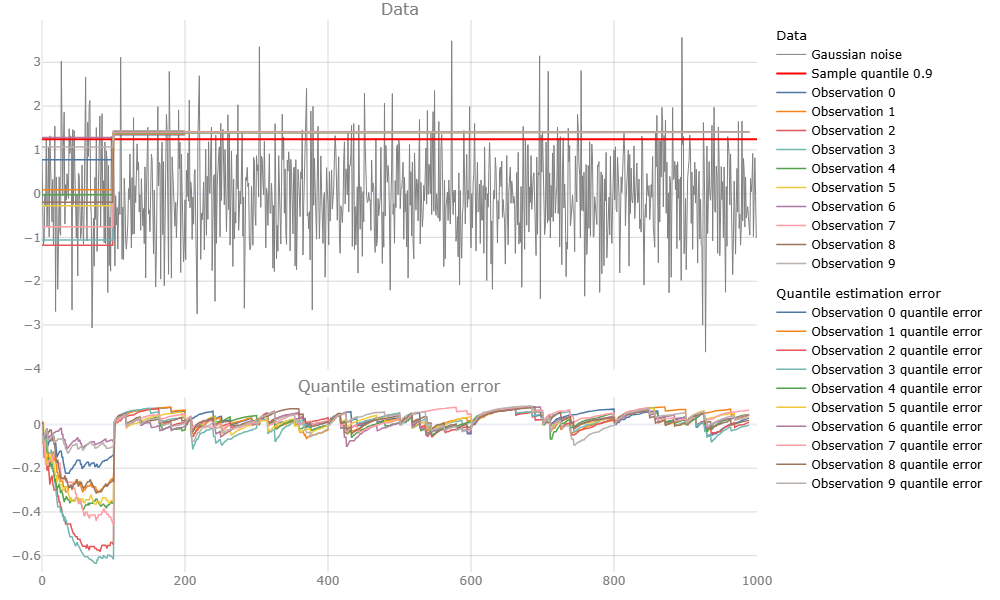 Data
3
2
1
0
−1
−2
−3
−4
Quantile estimation error
0
−0.2
−0.4
−0.6
0
200
400
600
800
1000
Data
Gaussian noise
Sample quantile 0.9
Observation 0
Observation 1
Observation 2
Observation 3
Observation 4
Observation 5
Observation 6
Observation 7
Observation 8
Observation 9
Quantile estimation error
Observation 0 quantile error
Observation 1 quantile error
Observation 2 quantile error
Observation 3 quantile error
Observation 4 quantile error
Observation 5 quantile error
Observation 6 quantile error
Observation 7 quantile error
Observation 8 quantile error
Observation 9 quantile error